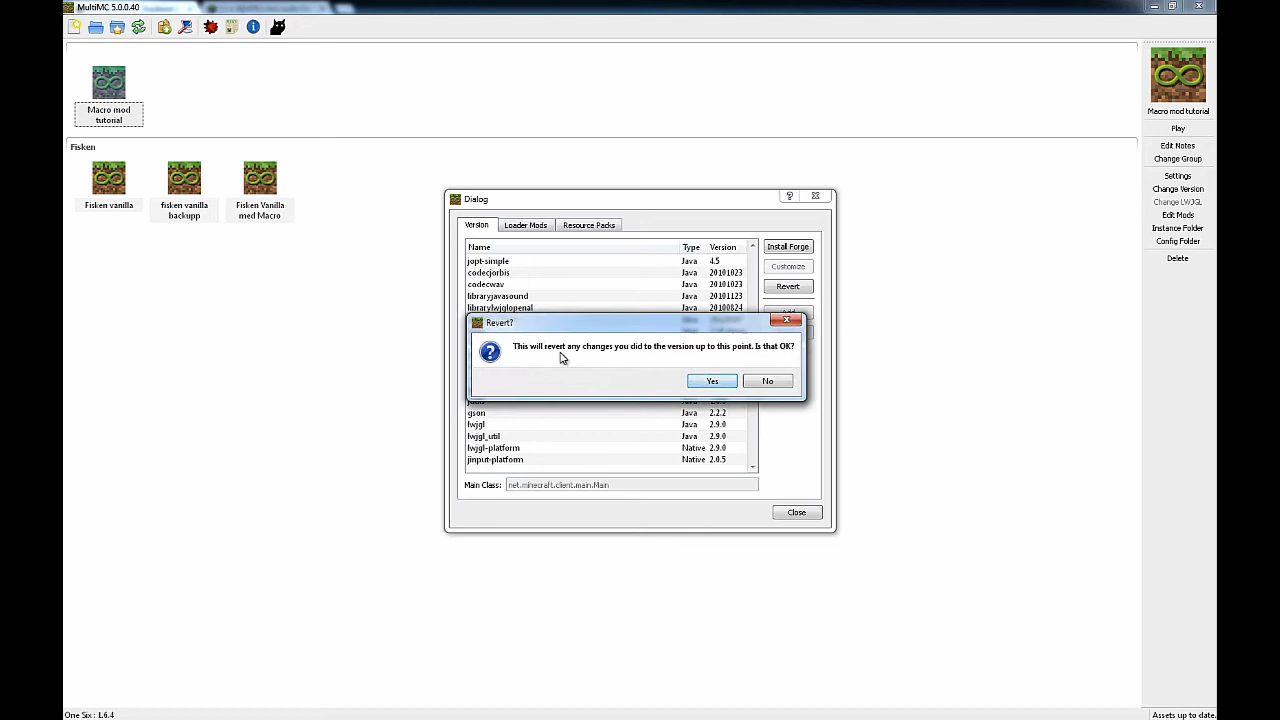 MultiMC 5.0.0.40
Macro mod
tutorial
Fisken
Fisken vanilla
fisken vanilla
backupp
Fisken Vanilla
med Macro
Macro mod tutorial
Play
Edit Notes
Change Group
Settings
Change Version
Change LWJGL
Edit Mods
Instance Folder
Config Folder
Delete
Dialog
Version
Loader Mods
Resource Packs
Name Type Version
jopt-simple Java 4.5
codecjorbis Java 20101023
codecwav Java 20101023
libraryjavasound Java 20101123
librarylwjglopenal Java 20100824
Install Forge
Customize
Revert
Revert?
This will revert any changes you did to the version up to this point. Is that OK?
Yes
No
gson Java 2.2.2
lwjgl Java 2.9.0
lwjgl_util Java 2.9.0
lwjgl-platform Native 2.9.0
jinput-platform Native 2.0.5
Main Class: net.minecraft.client.main.Main
Close
One Six : 1.6.4
Assets up to date.